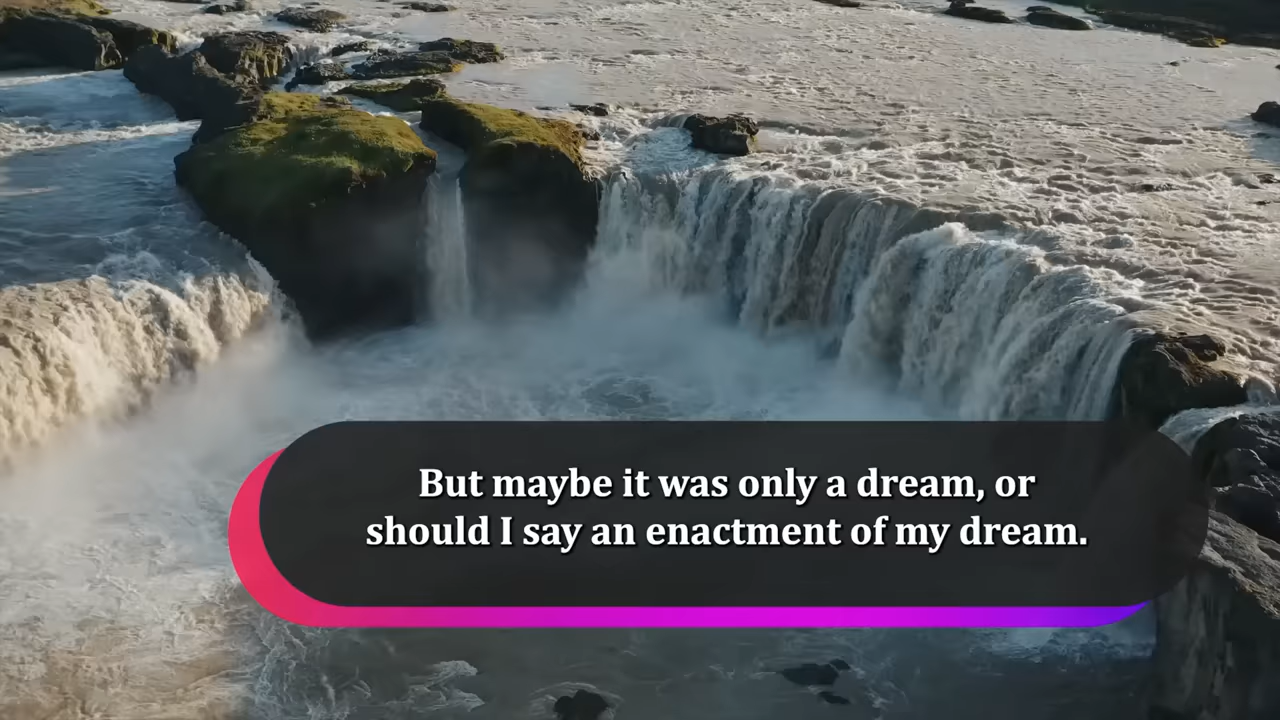 But maybe it was only a dream, or
should I say an enactment of my dream.